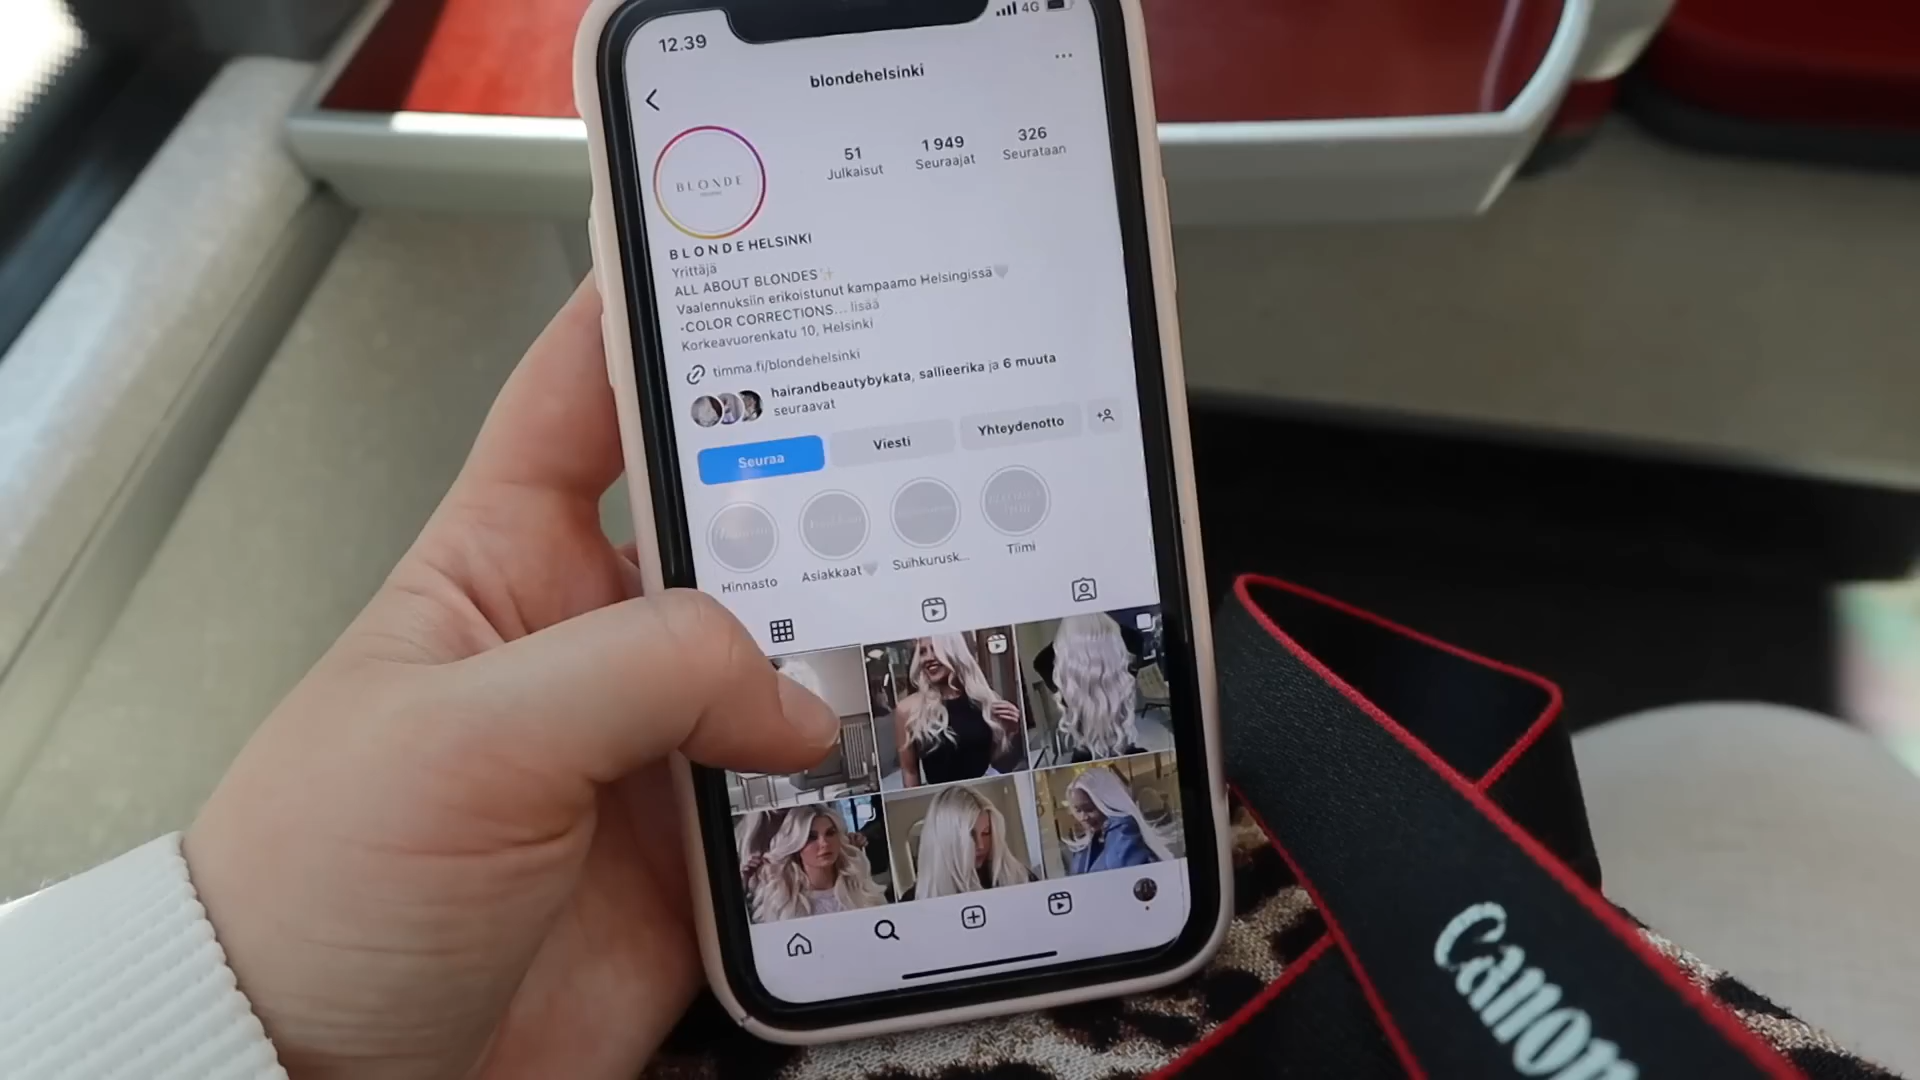 12.39
4G
blondehelsinki
51
Julkaisut
1 949
Seuraajat
326
Seurataan
BLONDE
B L O N D E HELSINKI
Yrittäjä
ALL ABOUT BLONDES✨
Vaalennuksiin erikoistunut kampaamo Helsingissä🤍
•COLOR CORRECTIONS... lisää
Korkeavuorenkatu 10, Helsinki
timma.fi/blondehelsinki
hairandbeautybykata, sallieerika ja 6 muuta
seuraavat
Seuraa
Viesti
Yhteydenotto
Hinnasto
Asiakkaat🤍
Suihkurusk...
Tiimi
Canon